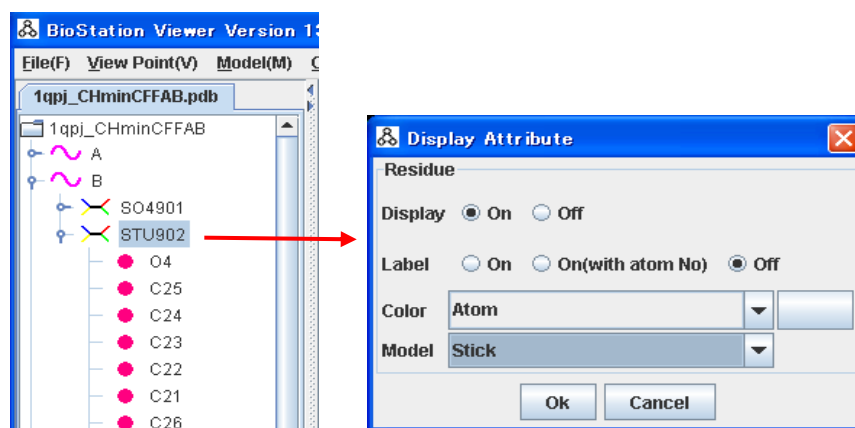 BioStation Viewer Version 1
File(F) View Point(V) Model(M)
1qpj_CHminCFFAB.pdb
1qpj_CHminCFFAB
A
B
SO4901
STU902
O4
C25
C24
C23
C22
C21
C26
Display Attribute
Residue
Display On Off
Label On On(with atom No) Off
Color Atom
Model Stick
Ok Cancel